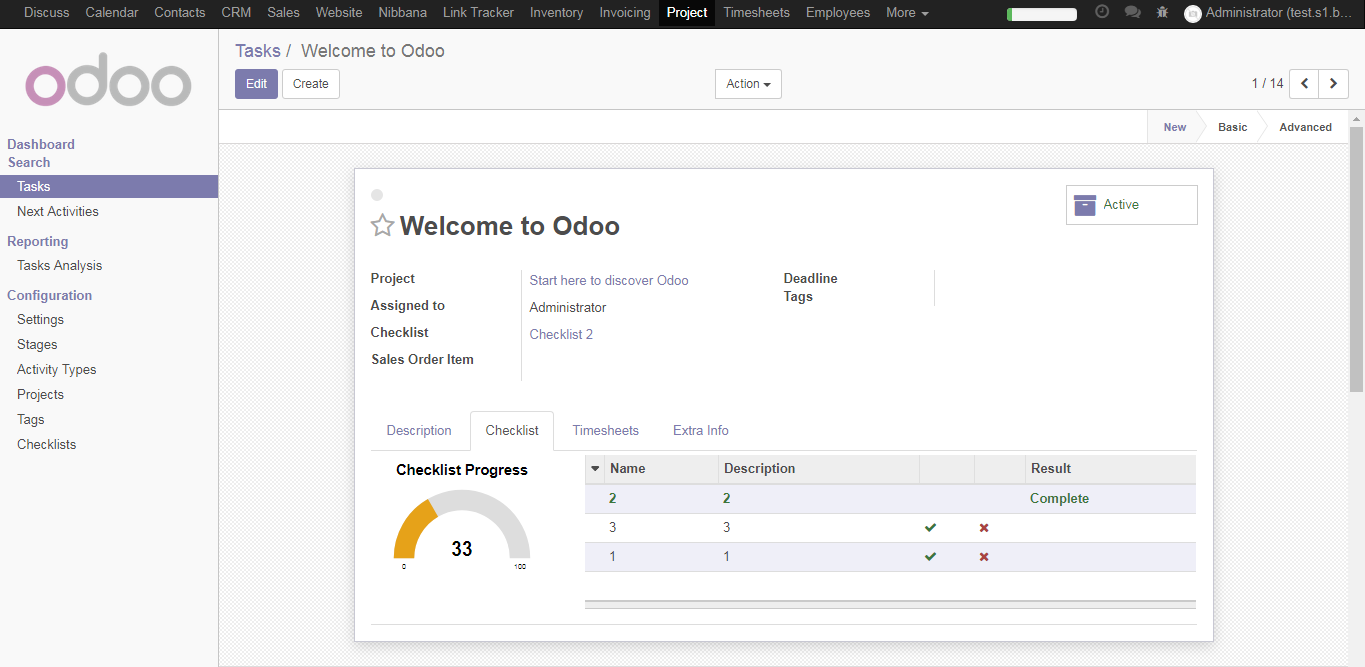 Discuss Calendar Contacts CRM Sales Website Nibbana Link Tracker Inventory Invoicing Project Timesheets Employees More Administrator (test.s1.b...
odoo
Tasks / Welcome to Odoo
Edit Create Action 1 / 14
New Basic Advanced
Dashboard
Search
Tasks
Next Activities
Reporting
Tasks Analysis
Configuration
Settings
Stages
Activity Types
Projects
Tags
Checklists
Active
Welcome to Odoo
Project Start here to discover Odoo
Assigned to Administrator
Checklist Checklist 2
Sales Order Item
Deadline
Tags
Description Checklist Timesheets Extra Info
Checklist Progress
33
0 100
Name Description Result
2 2 Complete
3 3
1 1